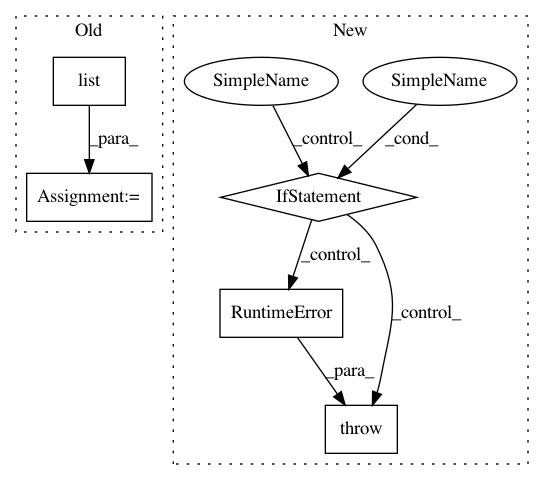 Old
New
list
SimpleName
SimpleName
_para_
_control_
_cond_
Assignment:=
IfStatement
_control_
RuntimeError
_control_
_para_
throw